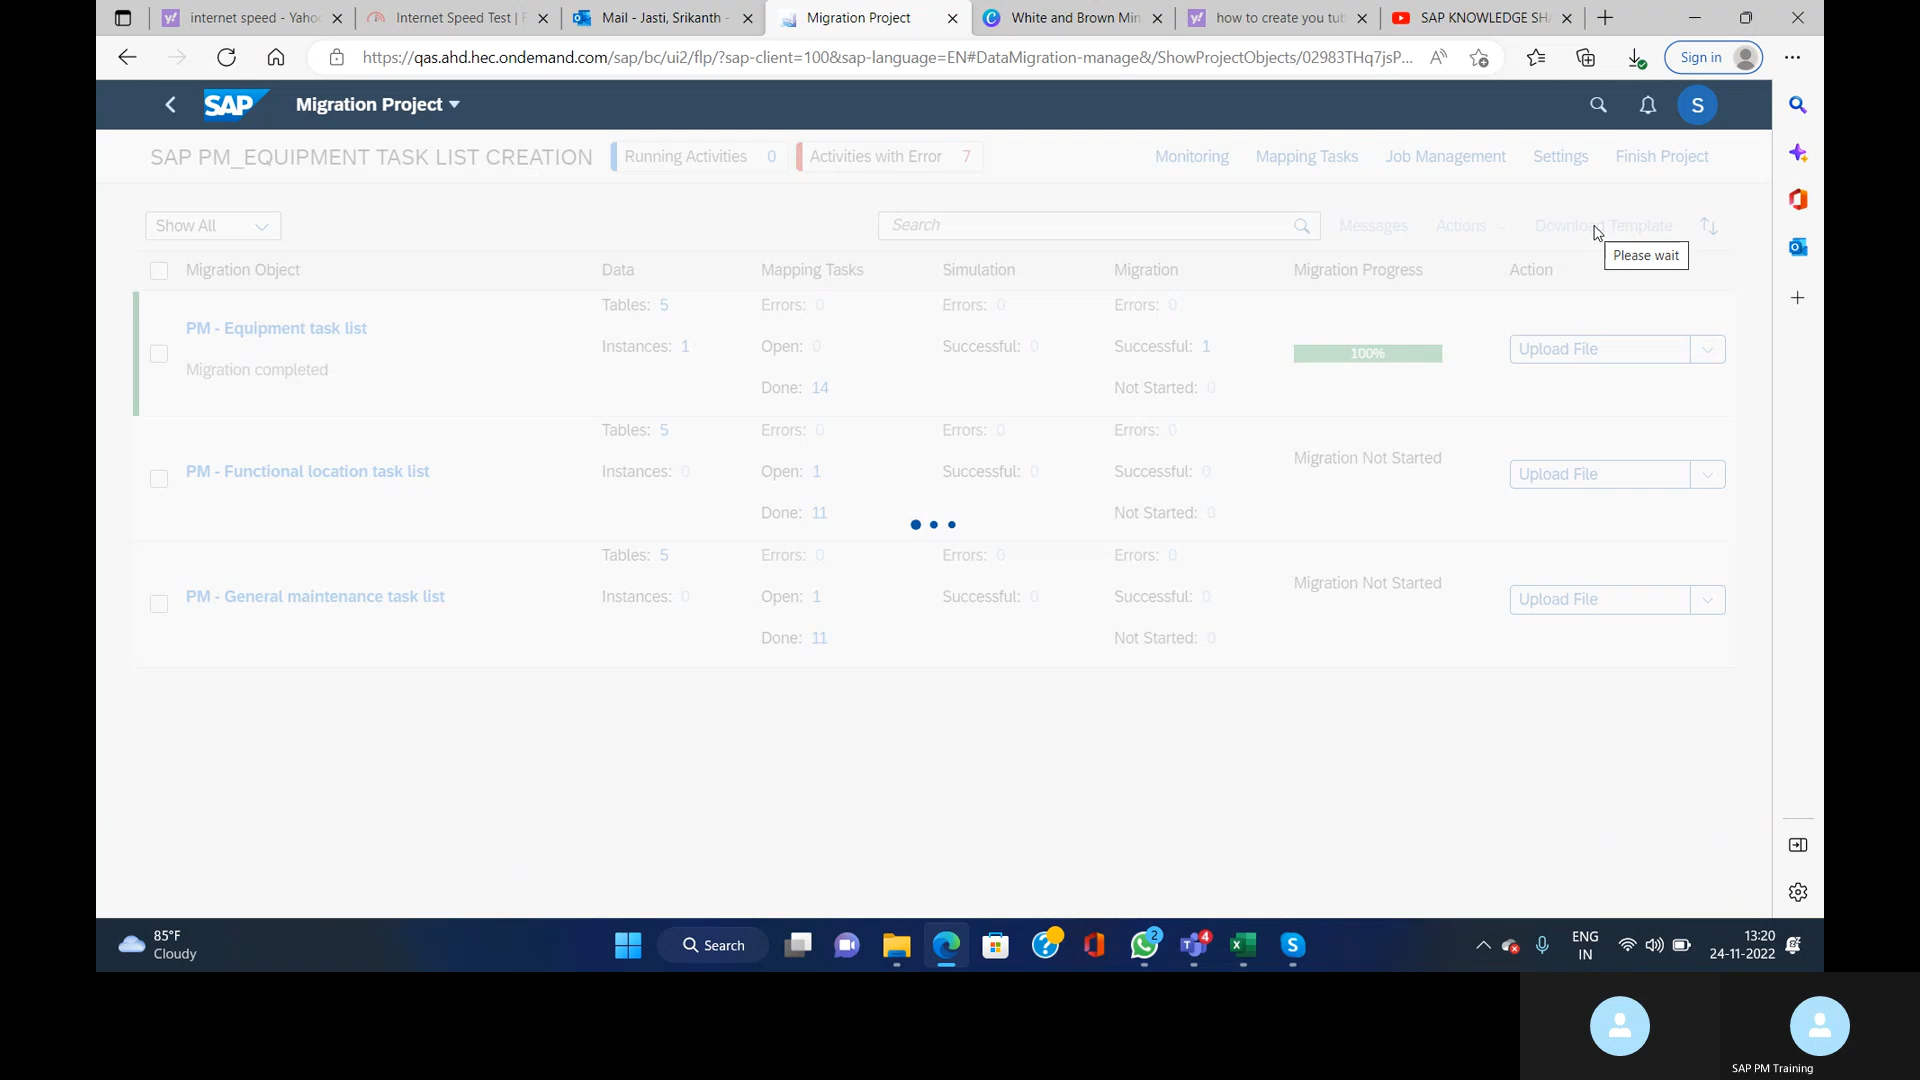 internet speed - Yaho
Internet Speed Test | F
Mail - Jasti, Srikanth -
Migration Project
White and Brown Min
how to create you tub
SAP KNOWLEDGE SH
https://qas.ahd.hec.ondemand.com/sap/bc/ui2/flp/?sap-client=100&sap-language=EN#DataMigration-manage&/ShowProjectObjects/02983THq7jsP...
Sign in
SAP
Migration Project
S
SAP PM_EQUIPMENT TASK LIST CREATION
Running Activities 0
Activities with Error 7
Monitoring
Mapping Tasks
Job Management
Settings
Finish Project
Show All
Search
Messages
Actions
Download Template
Please wait
Migration Object
Data
Mapping Tasks
Simulation
Migration
Migration Progress
Action
Tables: 5
Errors: 0
Errors: 0
Errors: 0
PM - Equipment task list
Instances: 1
Open: 0
Successful: 0
Successful: 1
100%
Upload File
Migration completed
Done: 14
Not Started: 0
Tables: 5
Errors: 0
Errors: 0
Errors: 0
Migration Not Started
PM - Functional location task list
Instances: 0
Open: 1
Successful: 0
Successful: 0
Upload File
Done: 11
Not Started: 0
Tables: 5
Errors: 0
Errors: 0
Errors: 0
Migration Not Started
PM - General maintenance task list
Instances: 0
Open: 1
Successful: 0
Successful: 0
Upload File
Done: 11
Not Started: 0
85°F
Cloudy
Search
2
4
ENG
IN
13:20
24-11-2022
SAP PM Training